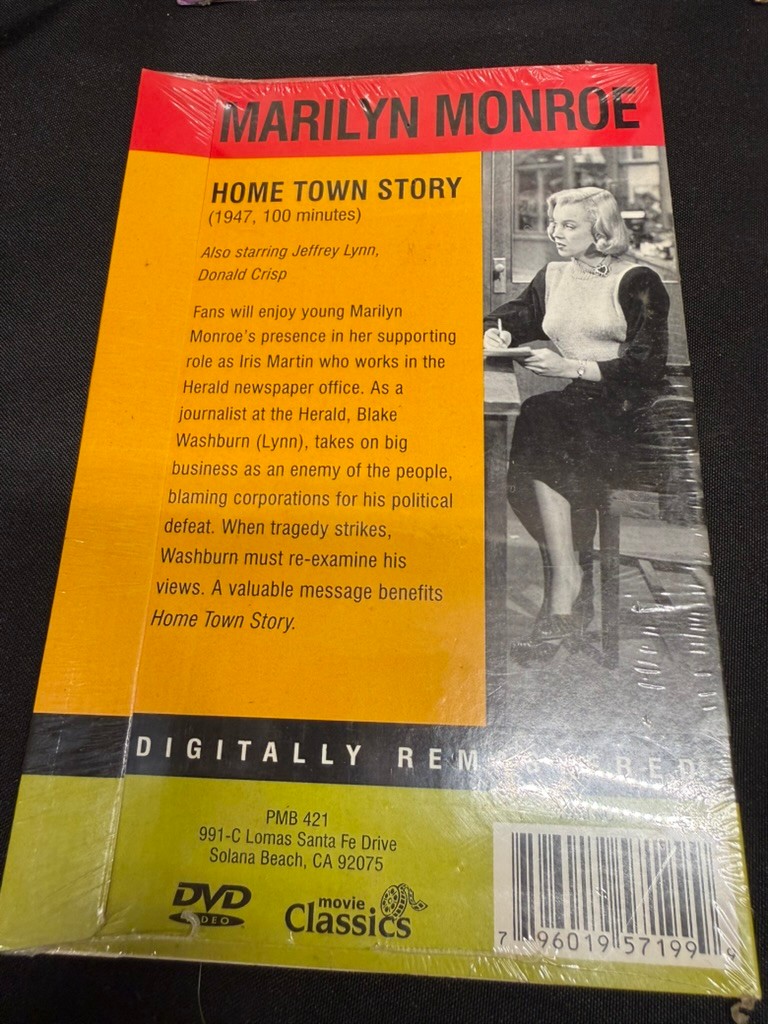 MARILYN MONROE
HOME TOWN STORY
(1947, 100 minutes)
Also starring Jeffrey Lynn,
Donald Crisp
Fans will enjoy young Marilyn
Monroe's presence in her supporting
role as Iris Martin who works in the
Herald newspaper office. As a
journalist at the Herald, Blake
Washburn (Lynn), takes on big
business as an enemy of the people,
blaming corporations for his political
defeat. When tragedy strikes,
Washburn must re-examine his
views. A valuable message benefits
Home Town Story.
DIGITALLY REMASTERED
PMB 421
991-C Lomas Santa Fe Drive
Solana Beach, CA 92075
DVD
VIDEO
movie
Classics
7 96019 57199 9